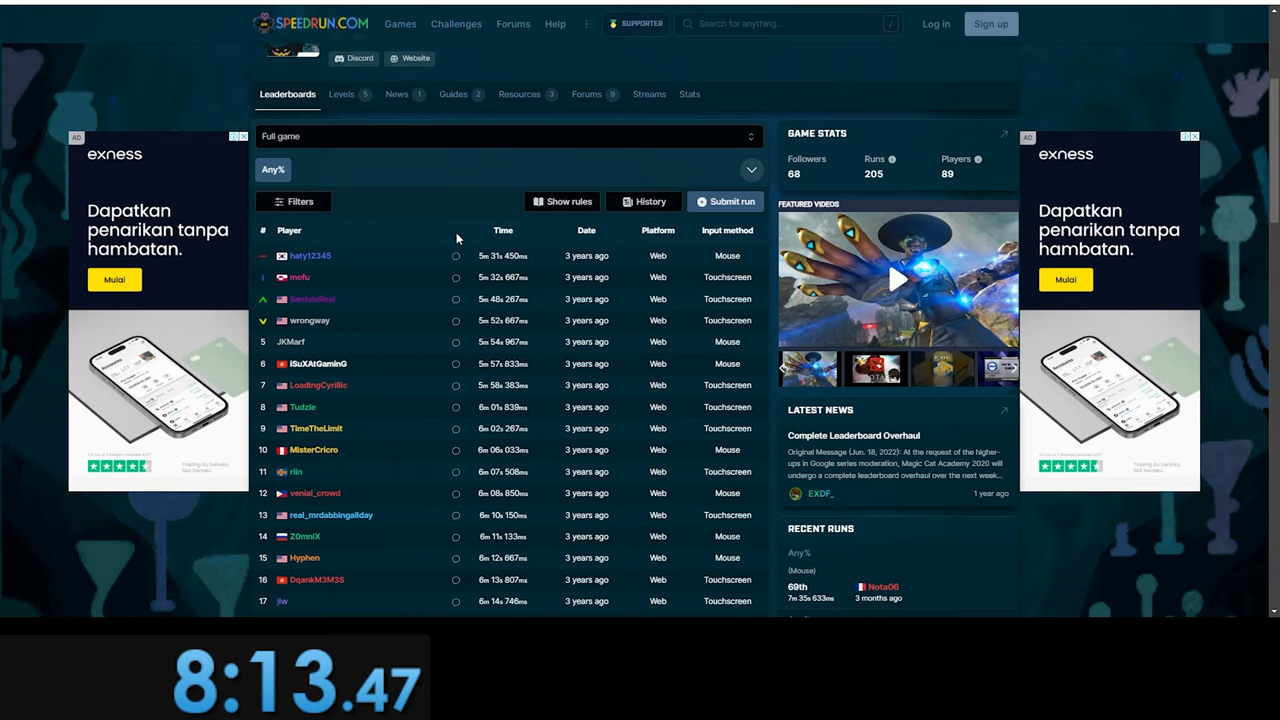 SPEEDRUN.COM Games Challenges Forums Help SUPPORTER Search for anything... / Log in Sign up
Discord Website
Leaderboards Levels 5 News 1 Guides 2 Resources 3 Forums 9 Streams Stats
Full game
Any%
Filters Show rules History Submit run
# Player Time Date Platform Input method
haty12345 5m 31s 450ms 3 years ago Web Mouse
mofu 5m 32s 667ms 3 years ago Web Touchscreen
SantaIsReal 5m 48s 267ms 3 years ago Web Touchscreen
wrongway 5m 52s 667ms 3 years ago Web Touchscreen
5 JKMarf 5m 54s 967ms 3 years ago Web Mouse
6 iSuXAtGaminG 5m 57s 833ms 3 years ago Web Mouse
7 LoadingCyrillic 5m 58s 383ms 3 years ago Web Touchscreen
8 Tudzle 6m 01s 839ms 3 years ago Web Touchscreen
9 TimeTheLimit 6m 02s 267ms 3 years ago Web Touchscreen
10 MisterCricro 6m 06s 033ms 3 years ago Web Mouse
11 riin 6m 07s 508ms 3 years ago Web Touchscreen
12 venial_crowd 6m 08s 850ms 3 years ago Web Mouse
13 real_mrdabbingallday 6m 10s 150ms 3 years ago Web Touchscreen
14 Z0mniX 6m 11s 133ms 3 years ago Web Mouse
15 Hyphen 6m 12s 667ms 3 years ago Web Mouse
16 DqankM3M3S 6m 13s 807ms 3 years ago Web Touchscreen
17 jlw 6m 14s 746ms 3 years ago Web Touchscreen
GAME STATS
Followers Runs Players
68 205 89
FEATURED VIDEOS
LATEST NEWS
Complete Leaderboard Overhaul
Original Message (Jun. 18, 2022): At the request of the higher-
ups in Google series moderation, Magic Cat Academy 2020 will
undergo a complete leaderboard overhaul over the next week...
EXDF_ 1 year ago
RECENT RUNS
Any%
(Mouse)
69th Nota06
7m 35s 633ms 3 months ago
AD
exness
Dapatkan
penarikan tanpa
hambatan.
Mulai
AD
exness
Dapatkan
penarikan tanpa
hambatan.
Mulai
8:13.47